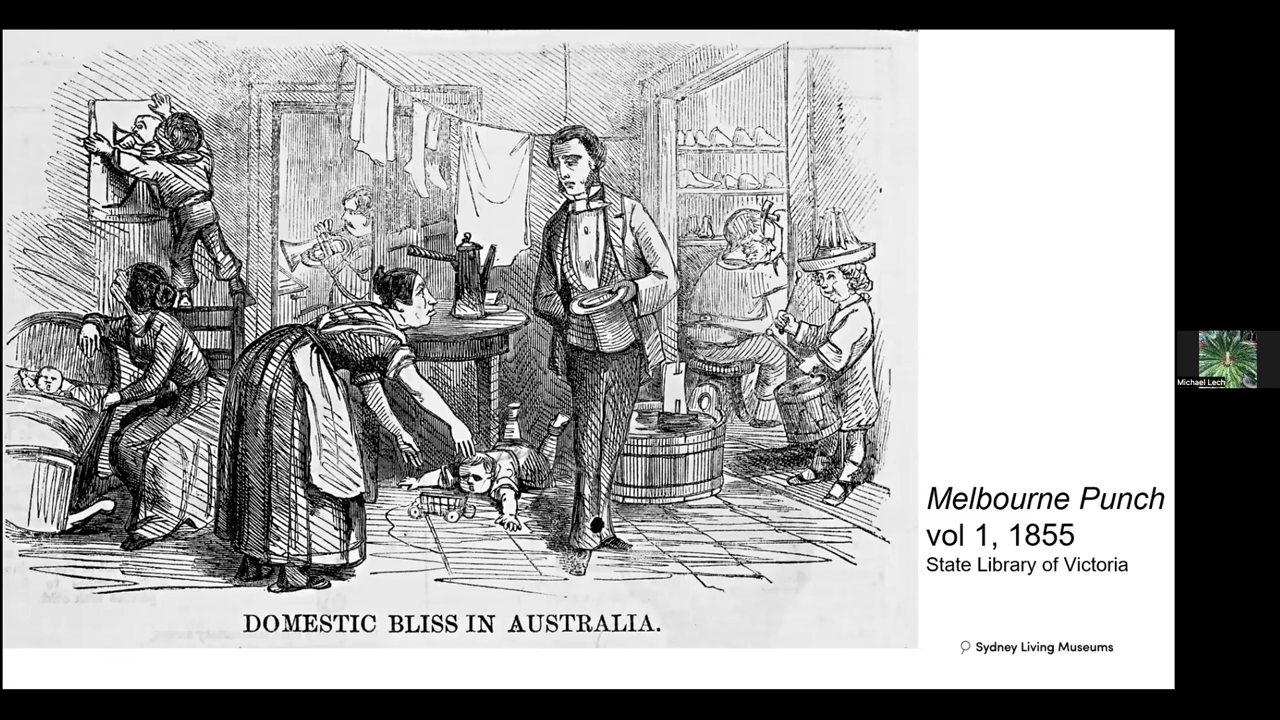 DOMESTIC BLISS IN AUSTRALIA.
Melbourne Punch
vol 1, 1855
State Library of Victoria
Sydney Living Museums
Michael Lech